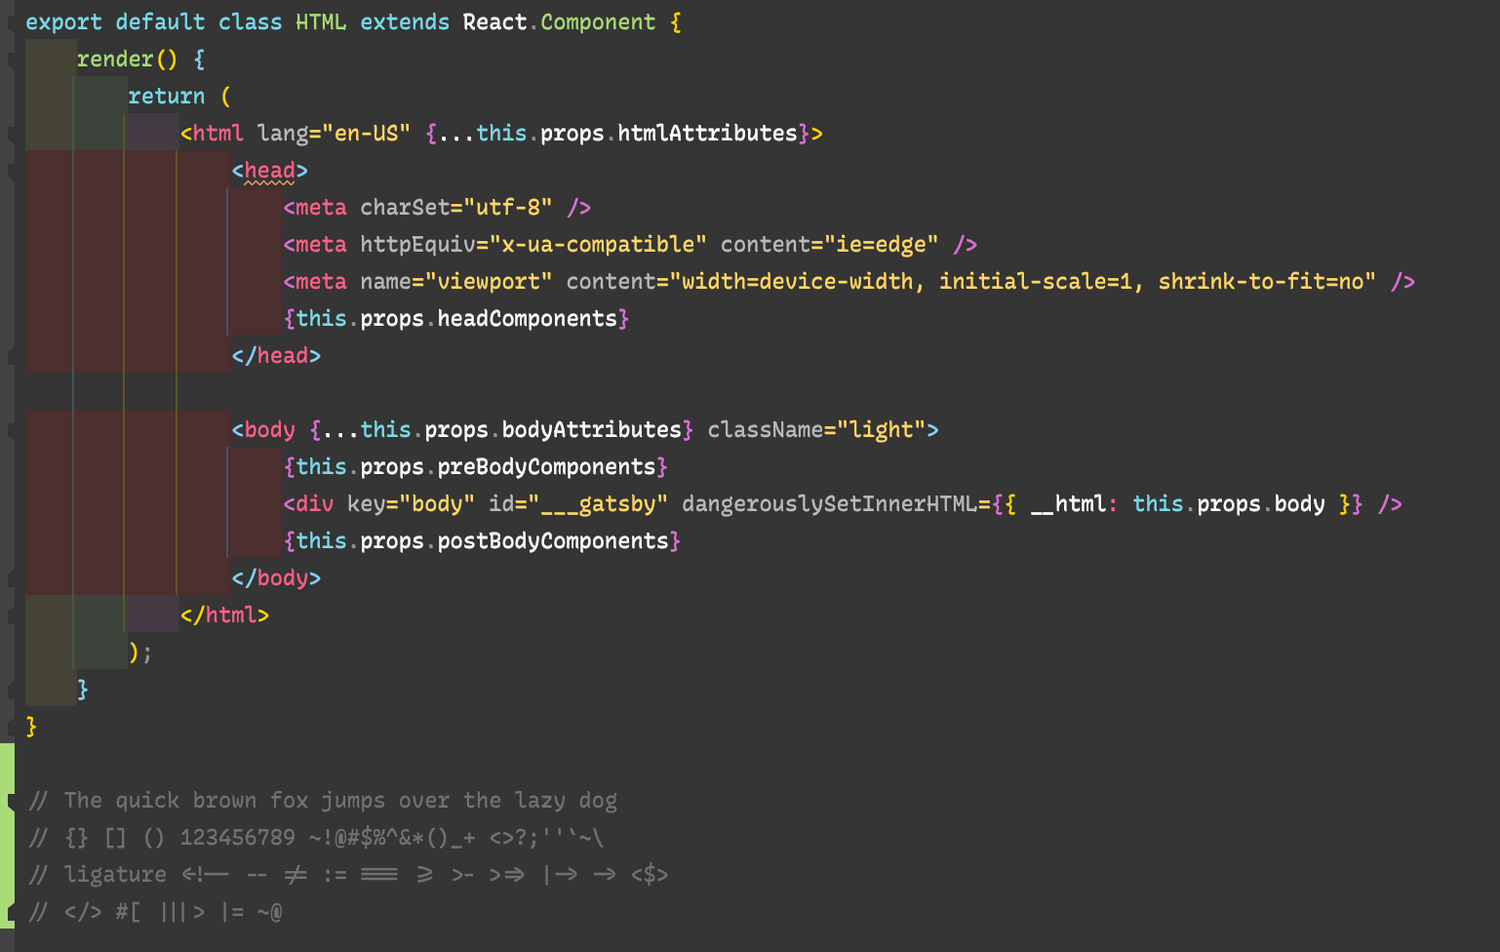 export default class HTML extends React.Component {
    render() {
        return (
            <html lang="en-US" {...this.props.htmlAttributes}>
                <head>
                    <meta charSet="utf-8" />
                    <meta httpEquiv="x-ua-compatible" content="ie=edge" />
                    <meta name="viewport" content="width=device-width, initial-scale=1, shrink-to-fit=no" />
                    {this.props.headComponents}
                </head>

                <body {...this.props.bodyAttributes} className="light">
                    {this.props.preBodyComponents}
                    <div key="body" id="___gatsby" dangerouslySetInnerHTML={{ __html: this.props.body }} />
                    {this.props.postBodyComponents}
                </body>
            </html>
        );
    }
}

// The quick brown fox jumps over the lazy dog
// {} [] () 123456789 ~!@#$%^&*()_+ <>?;'''`~\
// ligature <!-- -- != := === >= >- >=> |-> -> <$>
// </> #[ |||> |= ~@